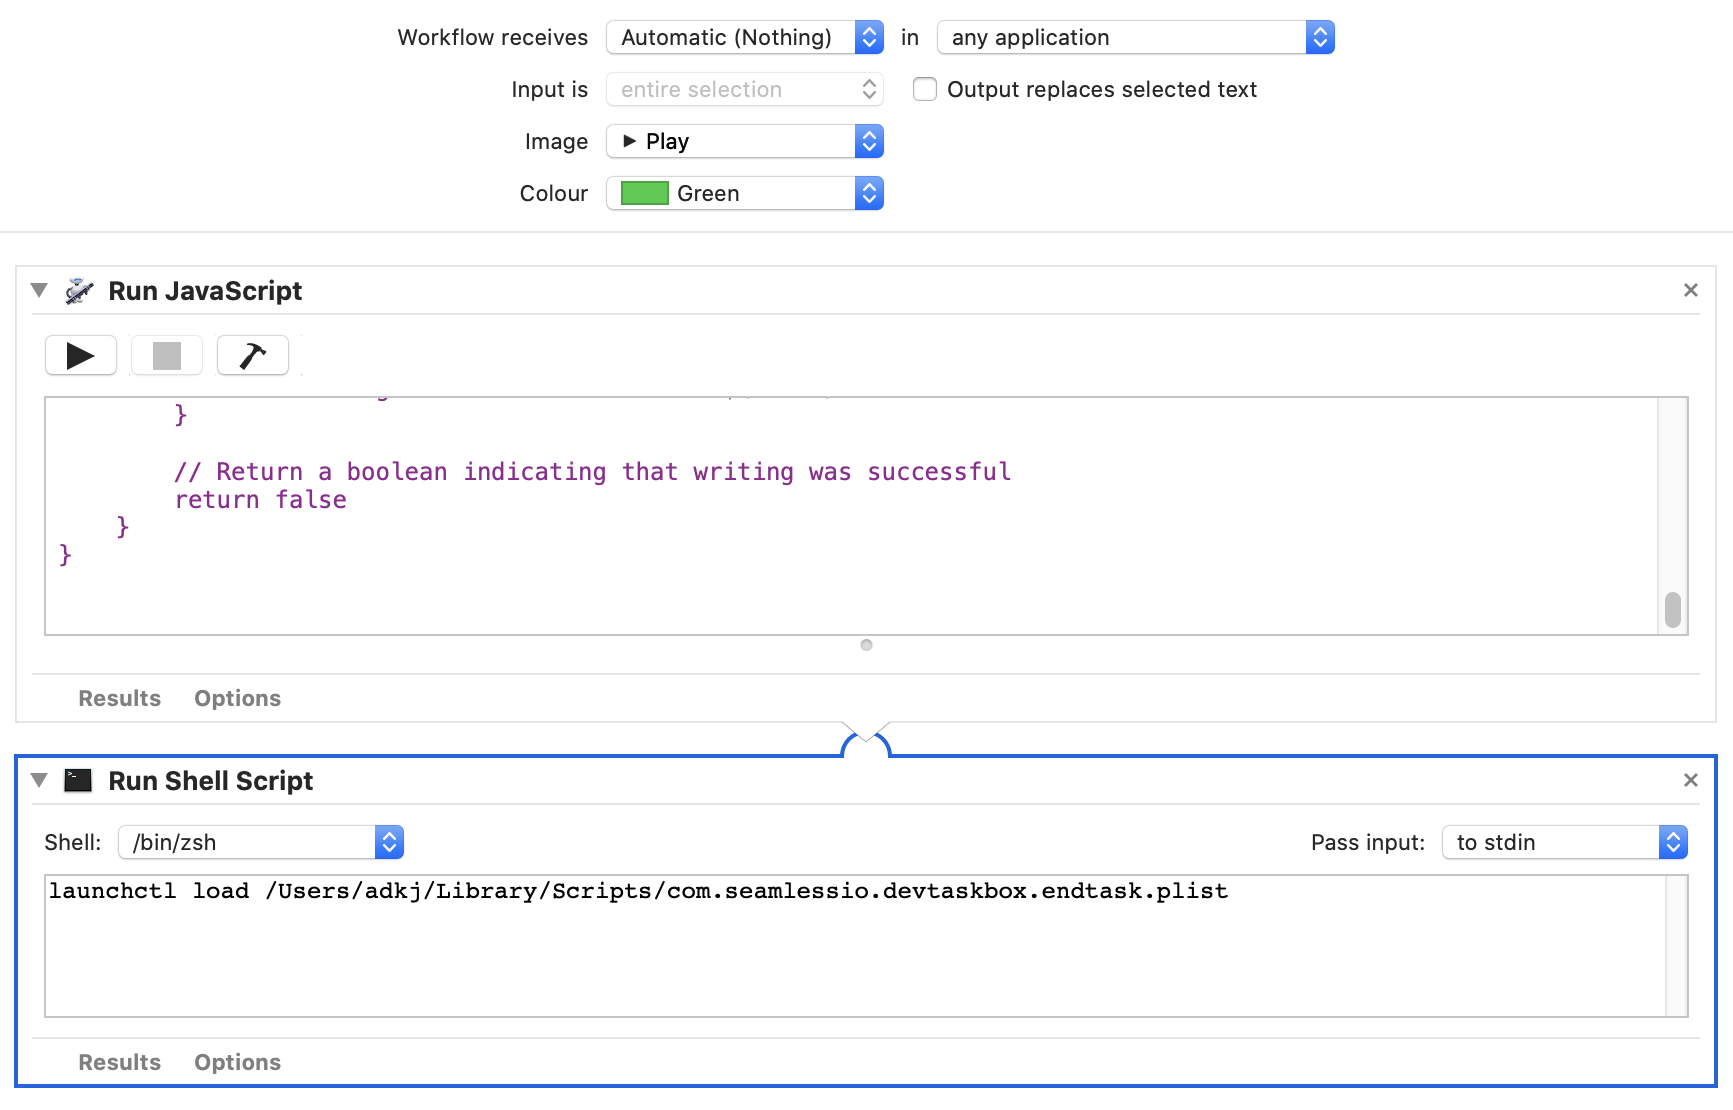 Workflow receives Automatic (Nothing) in any application
Input is entire selection Output replaces selected text
Image Play
Colour Green
Run JavaScript
}
// Return a boolean indicating that writing was successful
return false
}
}
Results Options
Run Shell Script
Shell: /bin/zsh Pass input: to stdin
launchctl load /Users/adkj/Library/Scripts/com.seamlessio.devtaskbox.endtask.plist
Results Options